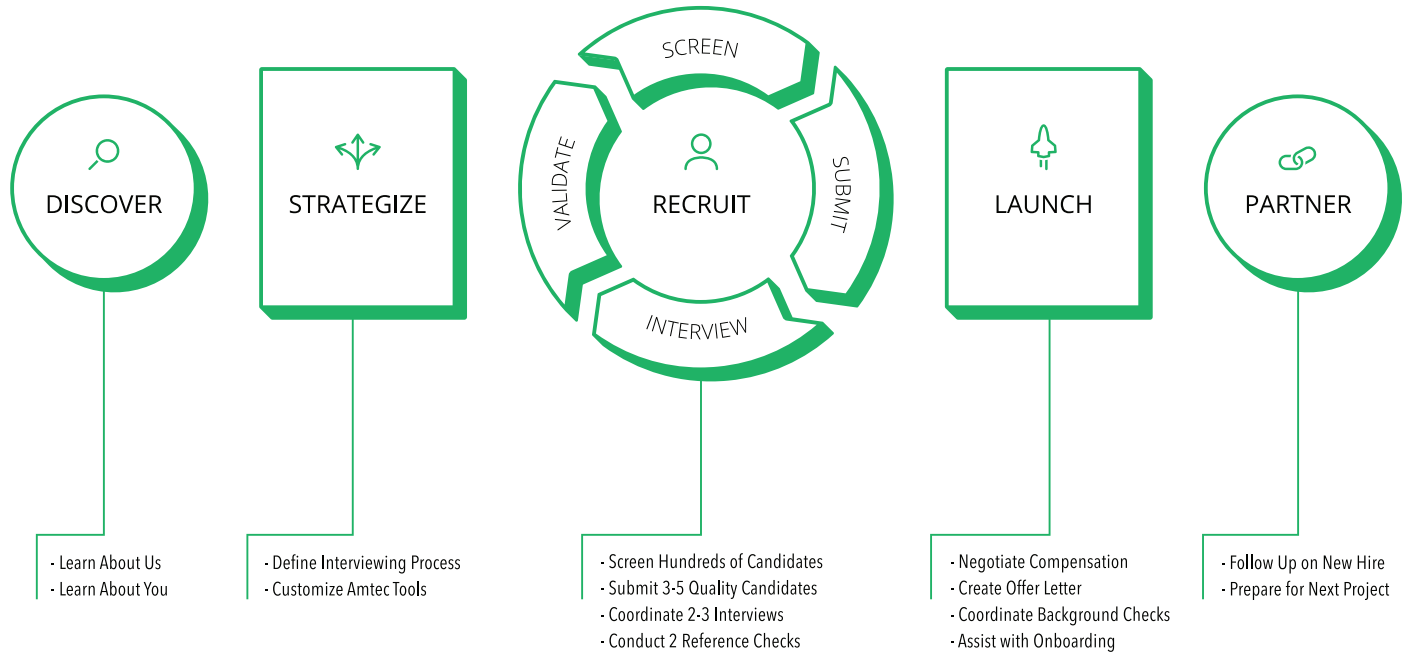 DISCOVER
- Learn About Us
- Learn About You
STRATEGIZE
- Define Interviewing Process
- Customize Amtec Tools
RECRUIT
SCREEN
SUBMIT
INTERVIEW
VALIDATE
- Screen Hundreds of Candidates
- Submit 3-5 Quality Candidates
- Coordinate 2-3 Interviews
- Conduct 2 Reference Checks
LAUNCH
- Negotiate Compensation
- Create Offer Letter
- Coordinate Background Checks
- Assist with Onboarding
PARTNER
- Follow Up on New Hire
- Prepare for Next Project